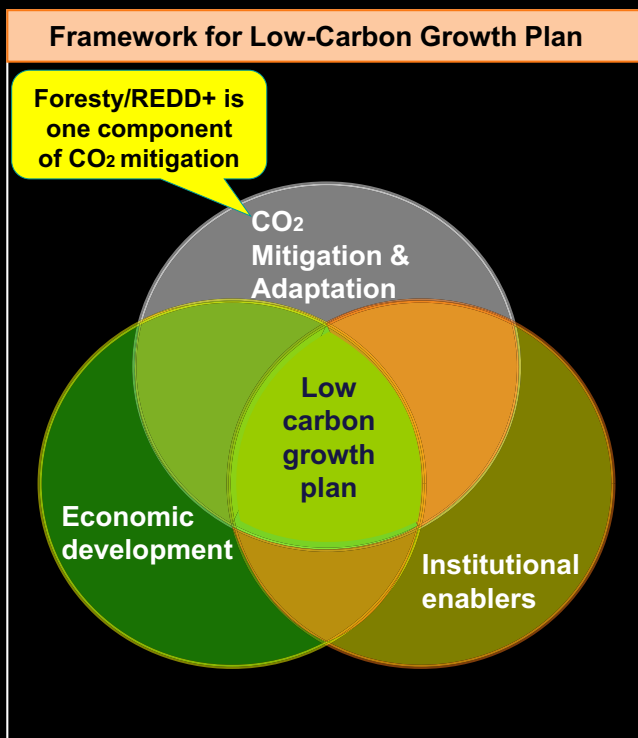 Framework for Low-Carbon Growth Plan
Foresty/REDD+ is
one component
of CO2 mitigation
CO2
Mitigation &
Adaptation
Low
carbon
growth
plan
Economic
development
Institutional
enablers